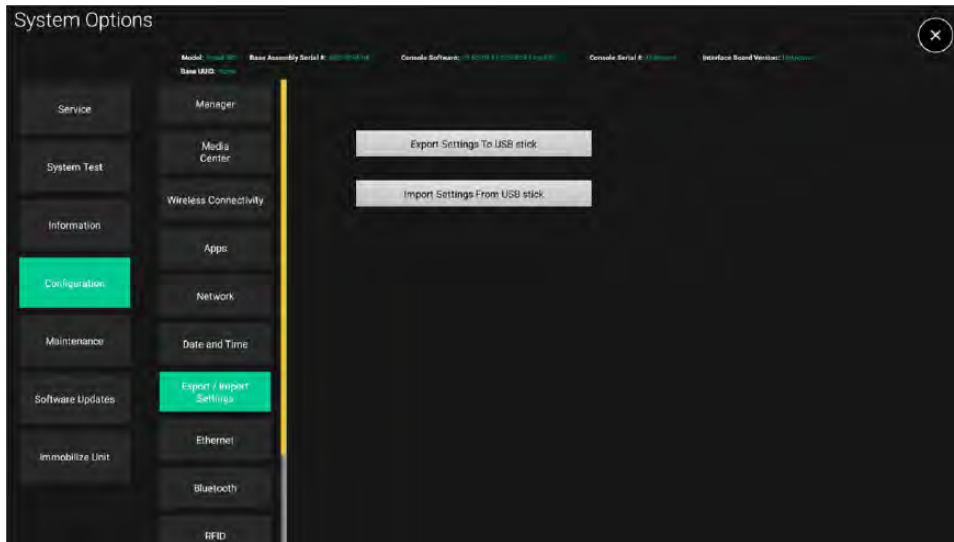 System Options
Model: Base Assembly Serial #: Console Software: Console Serial #: Interface Board Version: Unknown
Base UUID: None
Service
System Test
Information
Configuration
Maintenance
Software Updates
Immobilize Unit
Manager
Media
Center
Wireless Connectivity
Apps
Network
Date and Time
Export / Import
Settings
Ethernet
Bluetooth
RFID
Export Settings To USB stick
Import Settings From USB stick